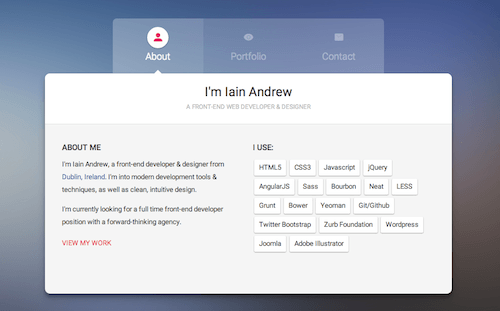 About Portfolio Contact
I'm Iain Andrew
A FRONT-END WEB DEVELOPER & DESIGNER
ABOUT ME
I'm Iain Andrew, a front-end developer & designer from
Dublin, Ireland. I'm into modern development tools &
techniques, as well as clean, intuitive design.
I'm currently looking for a full time front-end developer
position with a forward-thinking agency.
VIEW MY WORK
I USE:
HTML5 CSS3 Javascript jQuery
AngularJS Sass Bourbon Neat LESS
Grunt Bower Yeoman Git/Github
Twitter Bootstrap Zurb Foundation Wordpress
Joomla Adobe Illustrator